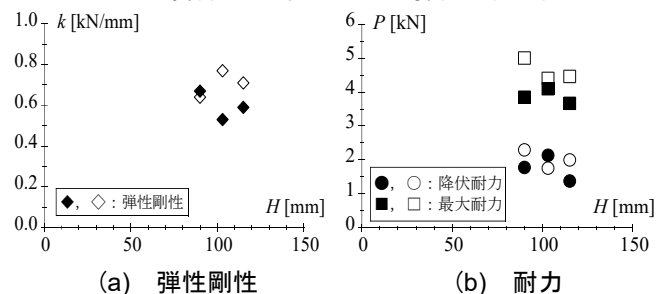 k [kN/mm]
1.0
0.8
0.6
0.4
0.2
0.0
◆, ◇ : 弾性剛性
H [mm]
0 50 100 150
(a) 弾性剛性
P [kN]
6
5
4
3
2
1
0
●, ○ : 降伏耐力
■, □ : 最大耐力
H [mm]
0 50 100 150
(b) 耐力